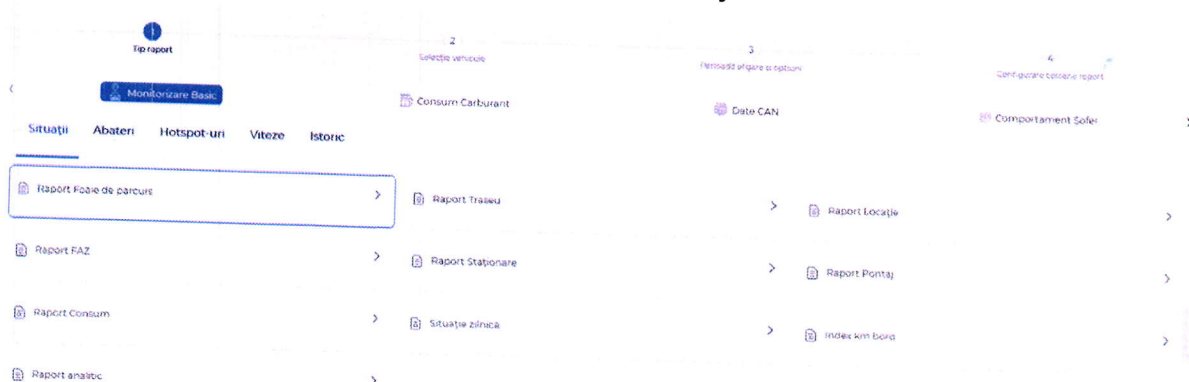 1
2
3
4
Tip raport
Selecție vehicule
Perioadă afișare și opțiuni
Configurare coloane raport
Monitorizare Basic
Consum Carburant
Date CAN
Comportament Șofer
Situații Abateri Hotspot-uri Viteze Istoric
Raport Foaie de parcurs
Raport Traseu
Raport Locație
Raport FAZ
Raport Staționare
Raport Pontaj
Raport Consum
Situație zilnică
Index km bord
Raport analitic